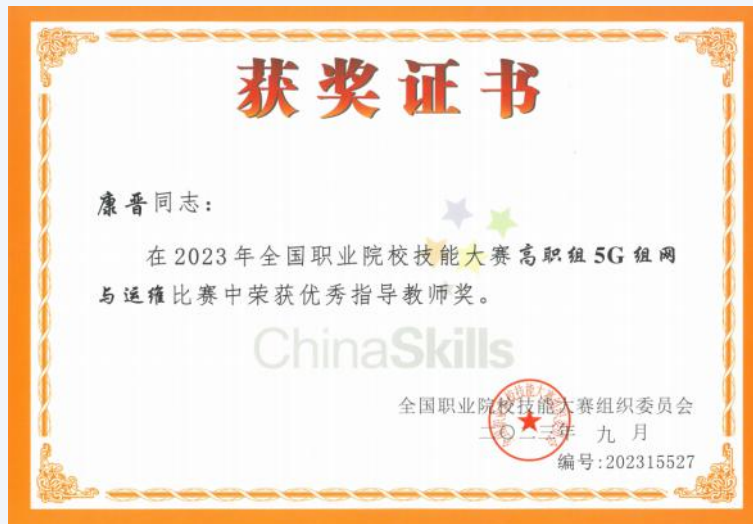 获奖证书
康晋同志：
在2023年全国职业院校技能大赛高职组5G组网
与运维比赛中荣获优秀指导教师奖。
ChinaSkills
全国职业院校技能大赛组织委员会
二〇二三年 九 月
编号:202315527